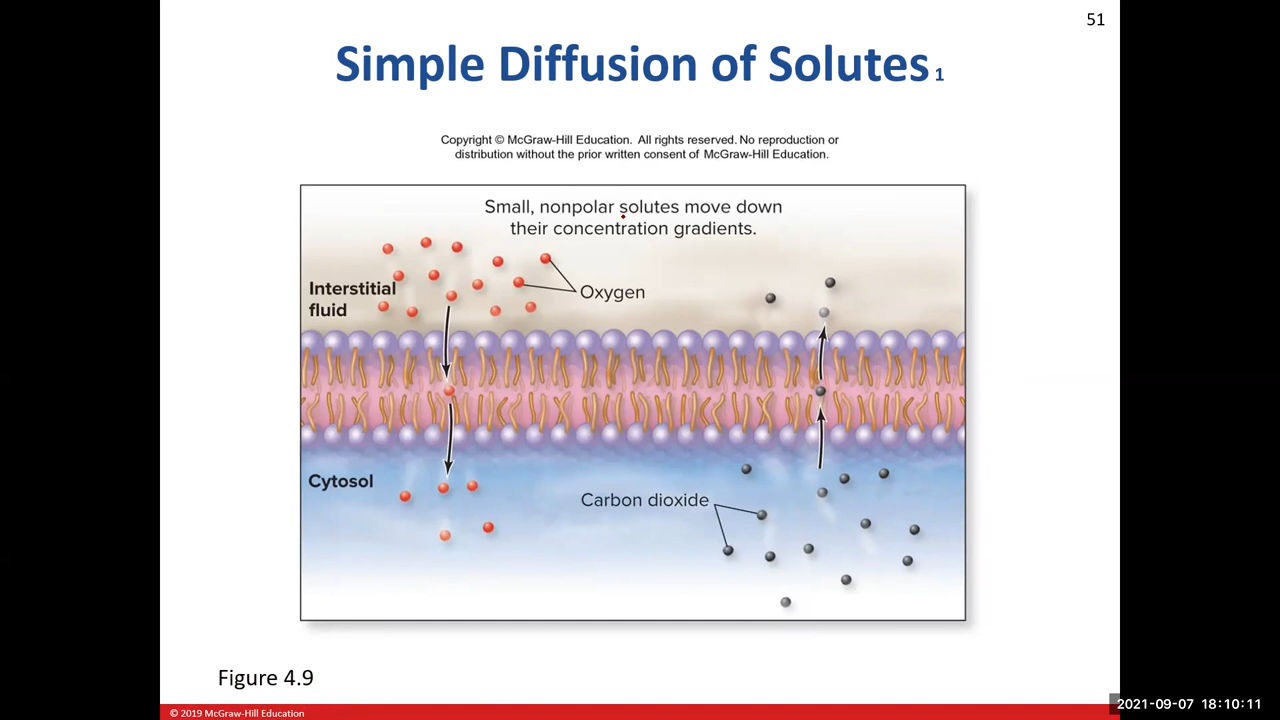 51
Simple Diffusion of Solutes 1
Copyright © McGraw-Hill Education. All rights reserved. No reproduction or
distribution without the prior written consent of McGraw-Hill Education.
Small, nonpolar solutes move down
their concentration gradients.
Interstitial
fluid
Oxygen
Cytosol
Carbon dioxide
Figure 4.9
© 2019 McGraw-Hill Education
2021-09-07 18:10:11